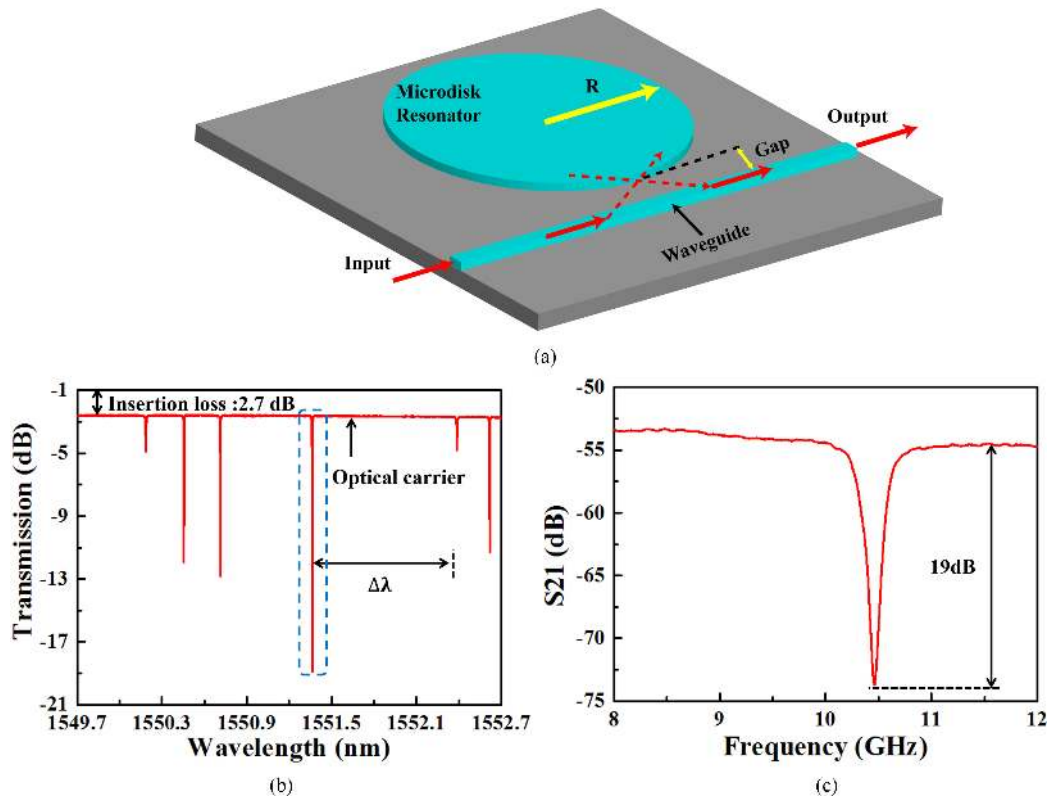 Microdisk
Resonator
R
Output
Gap
Waveguide
Input
(a)
Transmission (dB)
-1
-5
-9
-13
-17
-21
Insertion loss :2.7 dB
Optical carrier
Δλ
1549.7 1550.3 1550.9 1551.5 1552.1 1552.7
Wavelength (nm)
(b)
S21 (dB)
-50
-55
-60
-65
-70
-75
19dB
8 9 10 11 12
Frequency (GHz)
(c)